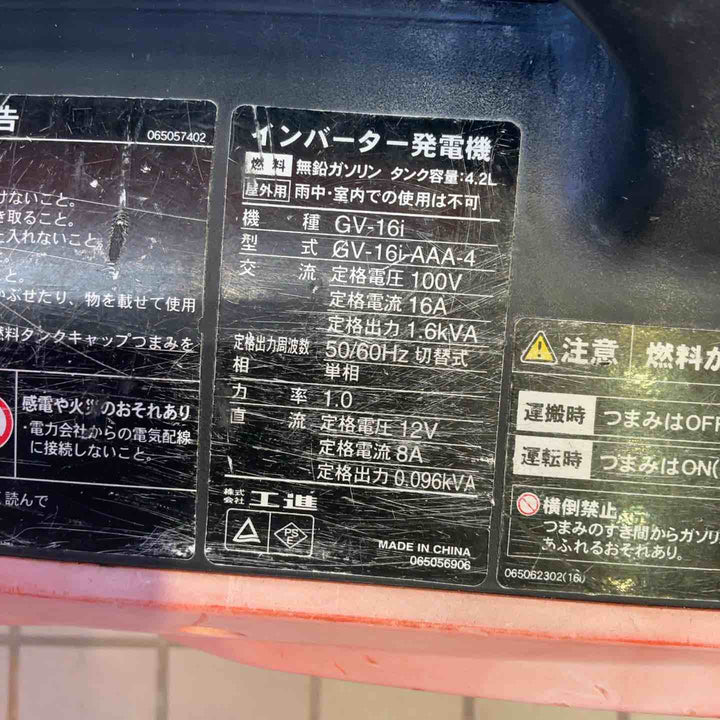 告
065057402
けないこと。
き取ること。
に入れないこと。
と。
かぶせたり、物を載せて使用
燃料タンクキャップつまみを
感電や火災のおそれあり
・電力会社からの電気配線
に接続しないこと。
読んで
インバーター発電機
燃料 無鉛ガソリン タンク容量:4.2L
屋外用 雨中・室内での使用は不可
機種 GV-16i
型式 GV-16i-AAA-4
交流 定格電圧 100V
定格電流 16A
定格出力 1.6kVA
定格出力周波数 50/60Hz 切替式
相 単相
力率 1.0
直流 定格電圧 12V
定格電流 8A
定格出力 0.096kVA
株式会社 工進
PSE
MADE IN CHINA
065056906
注意 燃料が
運搬時 つまみはOFF
運転時 つまみはON(
横倒禁止
つまみのすき間からガソリ
あふれるおそれあり。
065062302(16i)